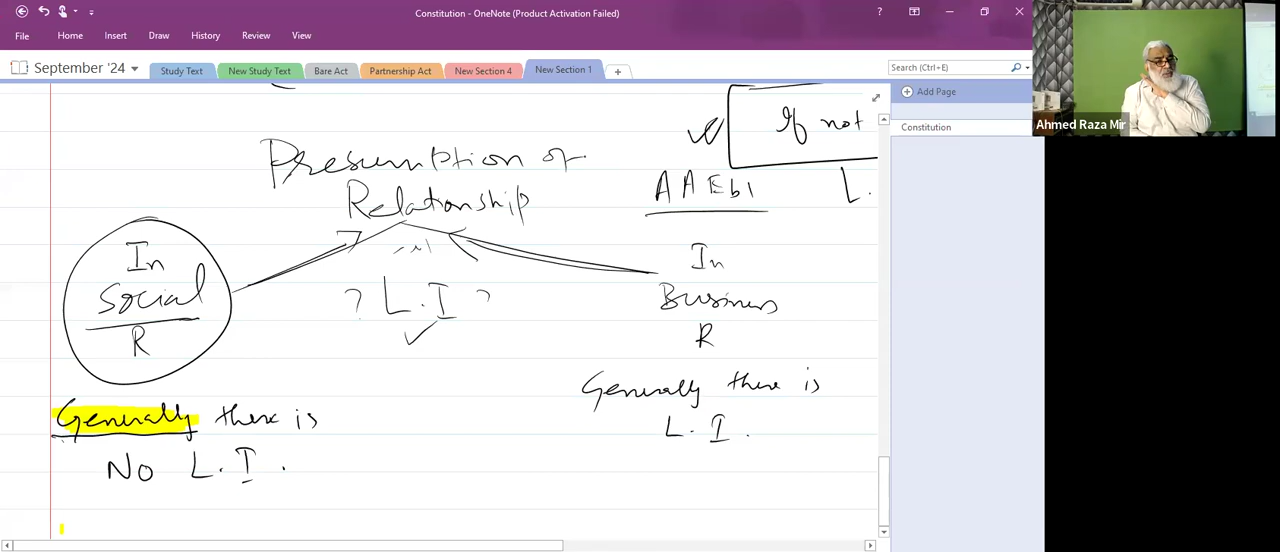 Constitution - OneNote (Product Activation Failed)
File Home Insert Draw History Review View
September '24
Study Text
New Study Text
Bare Act
Partnership Act
New Section 4
New Section 1
Search (Ctrl+E)
Add Page
Constitution
Ahmed Raza Mir
If not
L.
Presumption of
Relationship
A A E b l
In
Social
R
? L.I ?
In
Business
R
Generally there is
No L.I.
Generally there is
L.I.